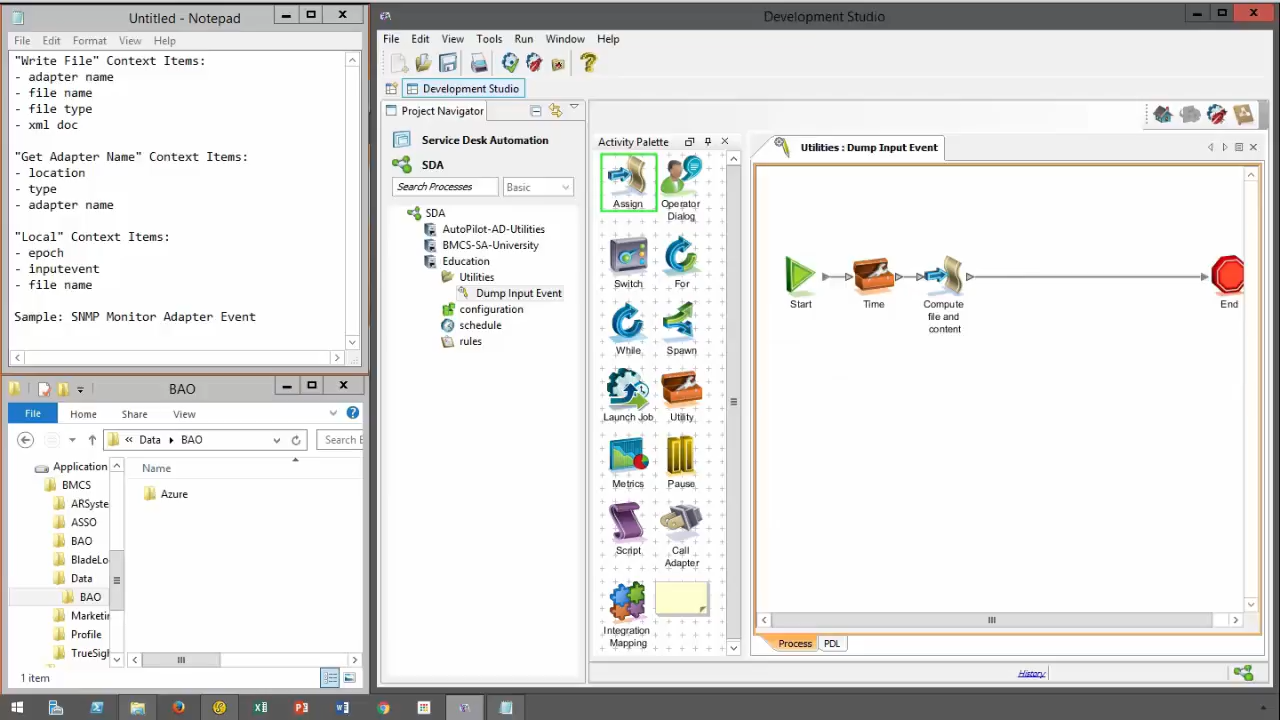 Untitled - Notepad
File Edit Format View Help
"Write File" Context Items:
- adapter name
- file name
- file type
- xml doc
"Get Adapter Name" Context Items:
- location
- type
- adapter name
"Local" Context Items:
- epoch
- inputevent
- file name
Sample: SNMP Monitor Adapter Event
BAO
File Home Share View
« Data BAO
Search B
Application
BMCS
ARSyste
ASSO
BAO
BladeLo
Data
BAO
Marketin
Profile
TrueSigh
Name
Azure
1 item
Development Studio
File Edit View Tools Run Window Help
Development Studio
Project Navigator
Service Desk Automation
SDA
Search Processes
Basic
SDA
AutoPilot-AD-Utilities
BMCS-SA-University
Education
Utilities
Dump Input Event
configuration
schedule
rules
Activity Palette
Assign
Operator Dialog
Switch
For
While
Spawn
Launch Job
Utility
Metrics
Pause
Script
Call Adapter
Integration Mapping
Utilities : Dump Input Event
Start
Time
Compute
file and
content
End
Process
PDL
History